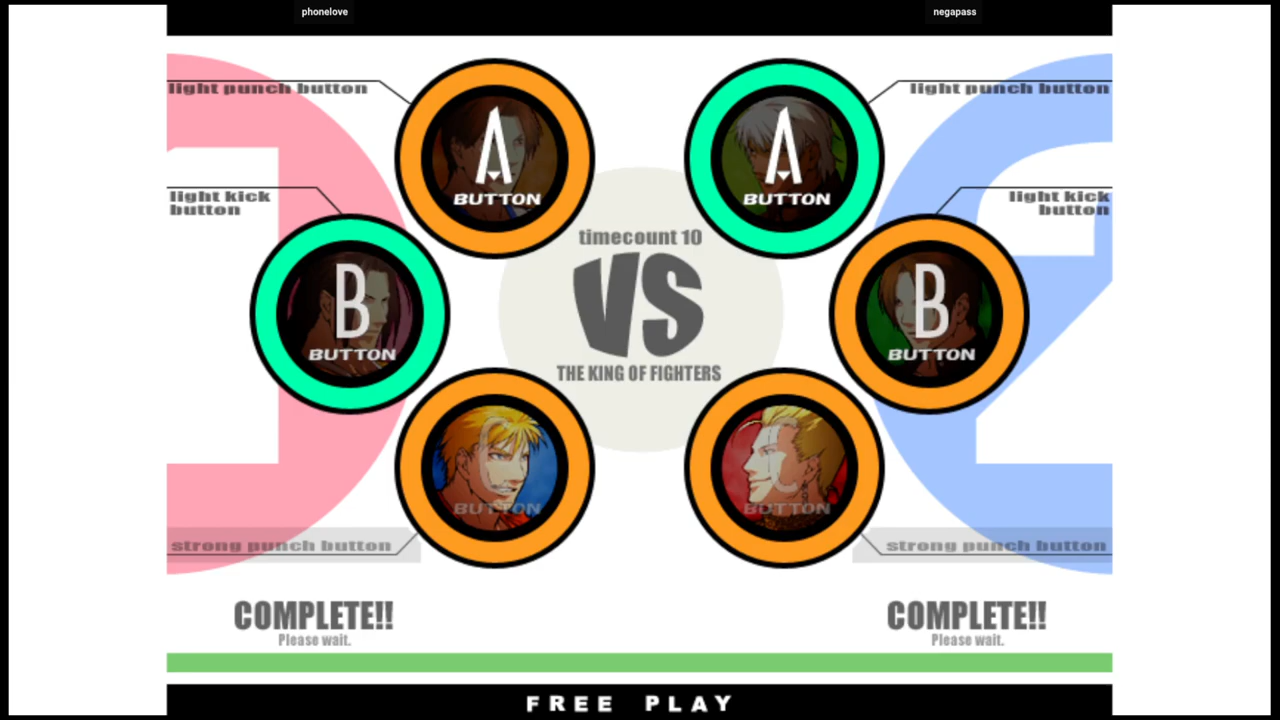 phonelove
negapass
light punch button
light punch button
A
BUTTON
A
BUTTON
light kick
button
light kick
button
timecount 10
VS
THE KING OF FIGHTERS
B
BUTTON
B
BUTTON
C
BUTTON
C
BUTTON
strong punch button
strong punch button
COMPLETE!!
Please wait.
COMPLETE!!
Please wait.
FREE PLAY
1
2